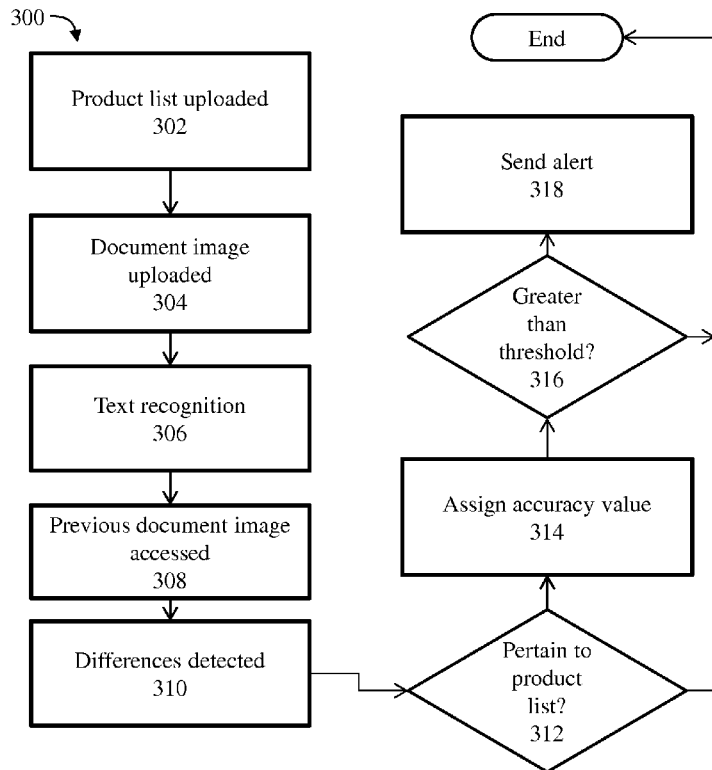 300
Product list uploaded
302
Document image
uploaded
304
Text recognition
306
Previous document image
accessed
308
Differences detected
310
Pertain to
product
list?
312
Assign accuracy value
314
Greater
than
threshold?
316
Send alert
318
End